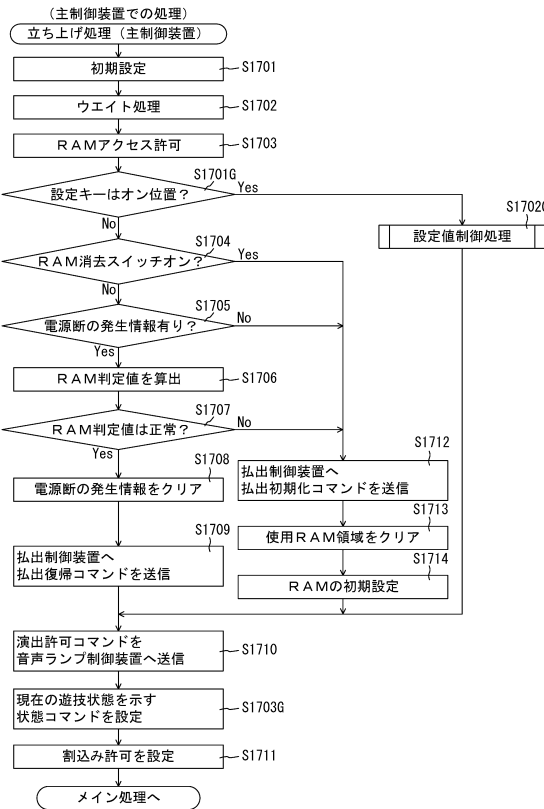 (主制御装置での処理)
立ち上げ処理(主制御装置)
初期設定
S1701
ウエイト処理
S1702
RAMアクセス許可
S1703
設定キーはオン位置?
S1701G
Yes
No
設定値制御処理
RAM消去スイッチオン?
S1704
Yes
No
電源断の発生情報有り?
S1705
No
Yes
RAM判定値を算出
S1706
RAM判定値は正常?
S1707
No
Yes
電源断の発生情報をクリア
S1708
払出制御装置へ
払出復帰コマンドを送信
S1709
払出制御装置へ
払出初期化コマンドを送信
S1712
使用RAM領域をクリア
S1713
RAMの初期設定
S1714
演出許可コマンドを
音声ランプ制御装置へ送信
S1710
現在の遊技状態を示す
状態コマンドを設定
S1703G
割込み許可を設定
S1711
メイン処理へ